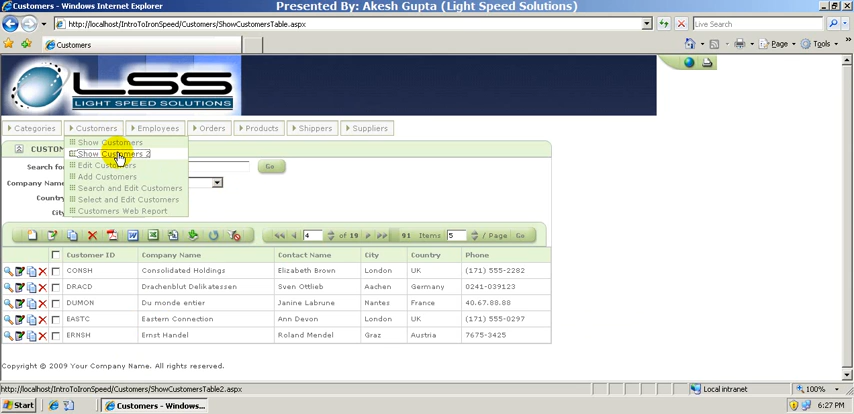 Customers - Windows Internet Explorer
Presented By: Akesh Gupta (Light Speed Solutions)
http://localhost/IntroToIronSpeed/Customers/ShowCustomersTable.aspx
Live Search
Customers
Page
Tools
LSS
LIGHT SPEED SOLUTIONS
Categories Customers Employees Orders Products Shippers Suppliers
Show Customers
Show Customers 2
Edit Customers
Add Customers
Search and Edit Customers
Select and Edit Customers
Customers Web Report
CUSTOM
Search fo
Go
Company Name
Country
Cit
4 of 19 91 Items 5 / Page Go
Customer ID Company Name Contact Name City Country Phone
CONSH Consolidated Holdings Elizabeth Brown London UK (171) 555-2282
DRACD Drachenblut Delikatessen Sven Ottlieb Aachen Germany 0241-039123
DUMON Du monde entier Janine Labrune Nantes France 40.67.88.88
EASTC Eastern Connection Ann Devon London UK (171) 555-0297
ERNSH Ernst Handel Roland Mendel Graz Austria 7675-3425
Copyright © 2009 Your Company Name. All rights reserved.
http://localhost/IntroToIronSpeed/Customers/ShowCustomersTable2.aspx
Local intranet
100%
Start
Customers - Windows...
6:27 PM